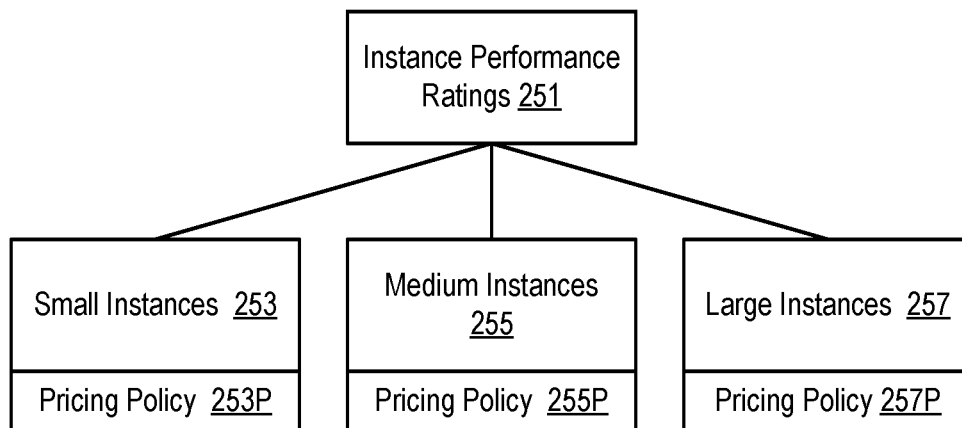 Instance Performance
Ratings 251
Small Instances 253
Medium Instances
255
Large Instances 257
Pricing Policy 253P
Pricing Policy 255P
Pricing Policy 257P